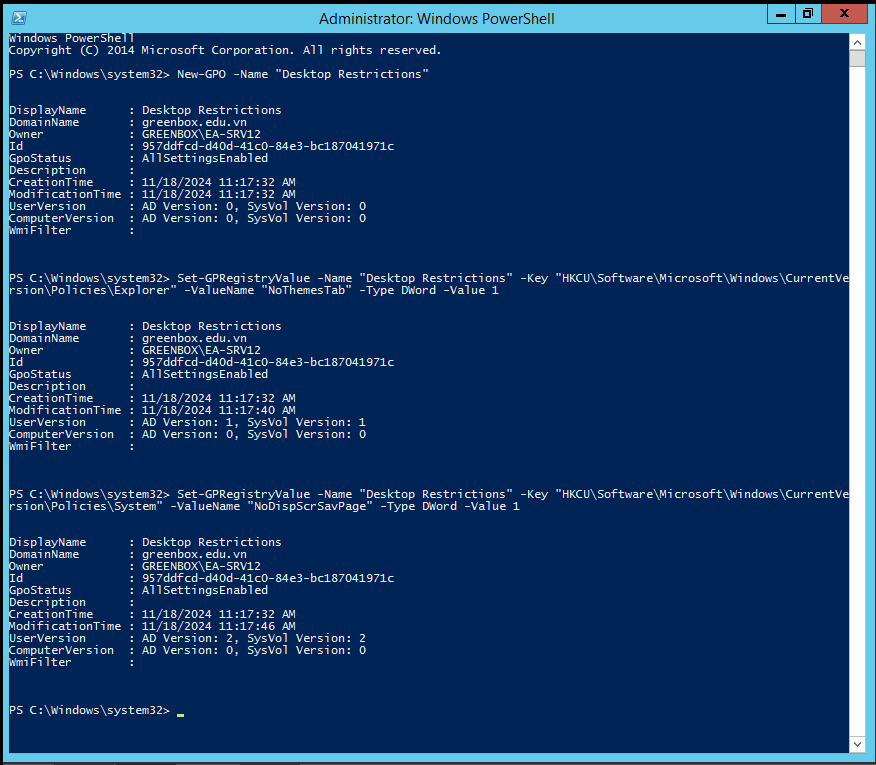 Administrator: Windows PowerShell
Windows PowerShell
Copyright (C) 2014 Microsoft Corporation. All rights reserved.
PS C:\Windows\system32> New-GPO -Name "Desktop Restrictions"
DisplayName      : Desktop Restrictions
DomainName       : greenbox.edu.vn
Owner            : GREENBOX\EA-SRV12
Id               : 957ddfcd-d40d-41c0-84e3-bc187041971c
GpoStatus        : AllSettingsEnabled
Description      :
CreationTime     : 11/18/2024 11:17:32 AM
ModificationTime : 11/18/2024 11:17:32 AM
UserVersion      : AD Version: 0, SysVol Version: 0
ComputerVersion  : AD Version: 0, SysVol Version: 0
WmiFilter        :
PS C:\Windows\system32> Set-GPRegistryValue -Name "Desktop Restrictions" -Key "HKCU\Software\Microsoft\Windows\CurrentVe
rsion\Policies\Explorer" -ValueName "NoThemesTab" -Type DWord -Value 1
DisplayName      : Desktop Restrictions
DomainName       : greenbox.edu.vn
Owner            : GREENBOX\EA-SRV12
Id               : 957ddfcd-d40d-41c0-84e3-bc187041971c
GpoStatus        : AllSettingsEnabled
Description      :
CreationTime     : 11/18/2024 11:17:32 AM
ModificationTime : 11/18/2024 11:17:40 AM
UserVersion      : AD Version: 1, SysVol Version: 1
ComputerVersion  : AD Version: 0, SysVol Version: 0
WmiFilter        :
PS C:\Windows\system32> Set-GPRegistryValue -Name "Desktop Restrictions" -Key "HKCU\Software\Microsoft\Windows\CurrentVe
rsion\Policies\System" -ValueName "NoDispScrSavPage" -Type DWord -Value 1
DisplayName      : Desktop Restrictions
DomainName       : greenbox.edu.vn
Owner            : GREENBOX\EA-SRV12
Id               : 957ddfcd-d40d-41c0-84e3-bc187041971c
GpoStatus        : AllSettingsEnabled
Description      :
CreationTime     : 11/18/2024 11:17:32 AM
ModificationTime : 11/18/2024 11:17:46 AM
UserVersion      : AD Version: 2, SysVol Version: 2
ComputerVersion  : AD Version: 0, SysVol Version: 0
WmiFilter        :
PS C:\Windows\system32>